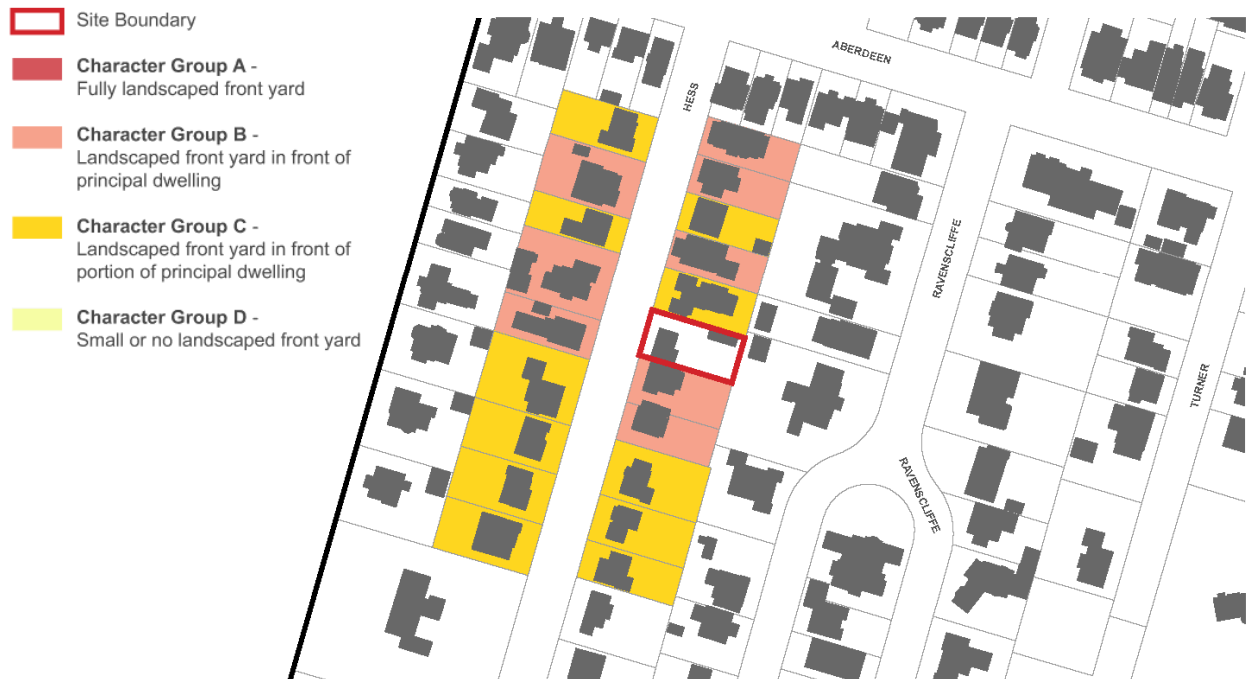 Site Boundary
Character Group A -
Fully landscaped front yard
Character Group B -
Landscaped front yard in front of
principal dwelling
Character Group C -
Landscaped front yard in front of
portion of principal dwelling
Character Group D -
Small or no landscaped front yard
ABERDEEN
HESS
RAVENSCLIFFE
TURNER
RAVENSCLIFFE